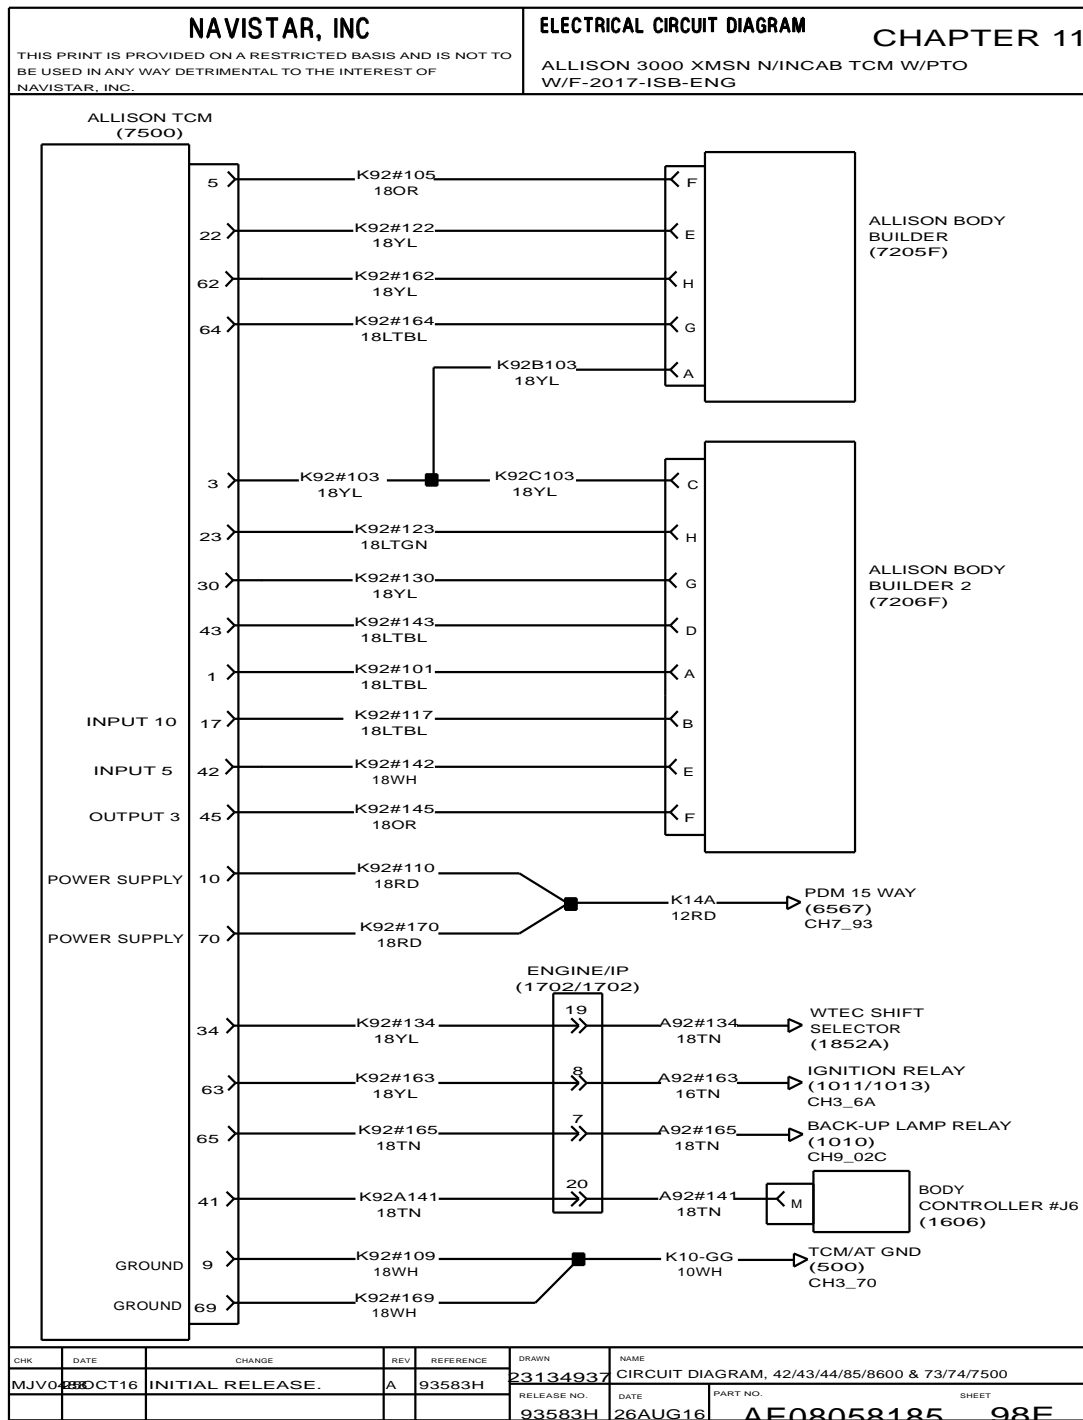 NAVISTAR, INC
THIS PRINT IS PROVIDED ON A RESTRICTED BASIS AND IS NOT TO
BE USED IN ANY WAY DETRIMENTAL TO THE INTEREST OF
NAVISTAR, INC.
ELECTRICAL CIRCUIT DIAGRAM
CHAPTER 11
ALLISON 3000 XMSN N/INCAB TCM W/PTO
W/F-2017-ISB-ENG
ALLISON TCM
(7500)
5
K92#105
18OR
F
22
K92#122
18YL
E
62
K92#162
18YL
H
64
K92#164
18LTBL
G
K92B103
18YL
A
ALLISON BODY
BUILDER
(7205F)
3
K92#103
18YL
K92C103
18YL
C
23
K92#123
18LTGN
H
30
K92#130
18YL
G
43
K92#143
18LTBL
D
1
K92#101
18LTBL
A
INPUT 10
17
K92#117
18LTBL
B
INPUT 5
42
K92#142
18WH
E
OUTPUT 3
45
K92#145
18OR
F
ALLISON BODY
BUILDER 2
(7206F)
POWER SUPPLY
10
K92#110
18RD
POWER SUPPLY
70
K92#170
18RD
K14A
12RD
PDM 15 WAY
(6567)
CH7_93
ENGINE/IP
(1702/1702)
34
K92#134
18YL
19
A92#134
18TN
WTEC SHIFT
SELECTOR
(1852A)
63
K92#163
18YL
8
A92#163
16TN
IGNITION RELAY
(1011/1013)
CH3_6A
65
K92#165
18TN
7
A92#165
18TN
BACK-UP LAMP RELAY
(1010)
CH9_02C
41
K92A141
18TN
20
A92#141
18TN
M
BODY
CONTROLLER #J6
(1606)
GROUND
9
K92#109
18WH
K10-GG
10WH
TCM/AT GND
(500)
CH3_70
GROUND
69
K92#169
18WH
CHK DATE CHANGE REV REFERENCE
OCT16 INITIAL RELEASE. A 93583H
DRAWN
23134937
NAME
CIRCUIT DIAGRAM, 42/43/44/85/8600 & 73/74/7500
RELEASE NO.
93583H
DATE
26AUG16
PART NO.
AE08058185
SHEET
98E